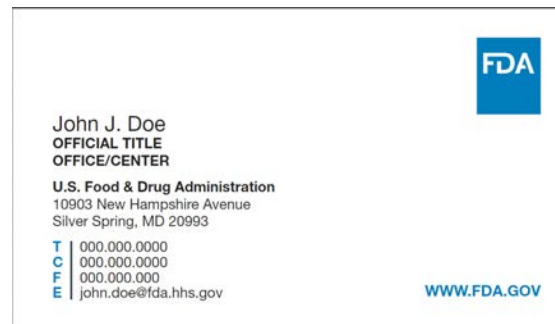 FDA
John J. Doe
OFFICIAL TITLE
OFFICE/CENTER
U.S. Food & Drug Administration
10903 New Hampshire Avenue
Silver Spring, MD 20993
T 000.000.0000
C 000.000.0000
F 000.000.000
E john.doe@fda.hhs.gov
WWW.FDA.GOV